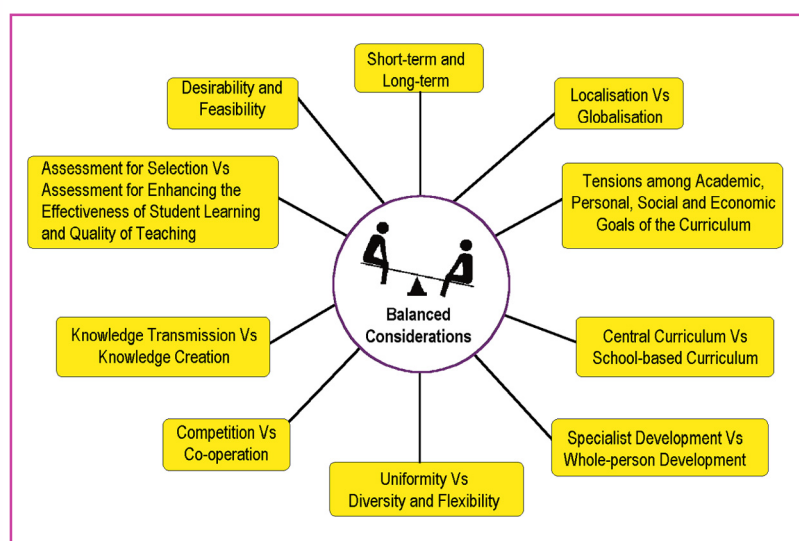 Short-term and
Long-term
Desirability and
Feasibility
Localisation Vs
Globalisation
Assessment for Selection Vs
Assessment for Enhancing the
Effectiveness of Student Learning
and Quality of Teaching
Tensions among Academic,
Personal, Social and Economic
Goals of the Curriculum
Balanced
Considerations
Knowledge Transmission Vs
Knowledge Creation
Central Curriculum Vs
School-based Curriculum
Competition Vs
Co-operation
Specialist Development Vs
Whole-person Development
Uniformity Vs
Diversity and Flexibility